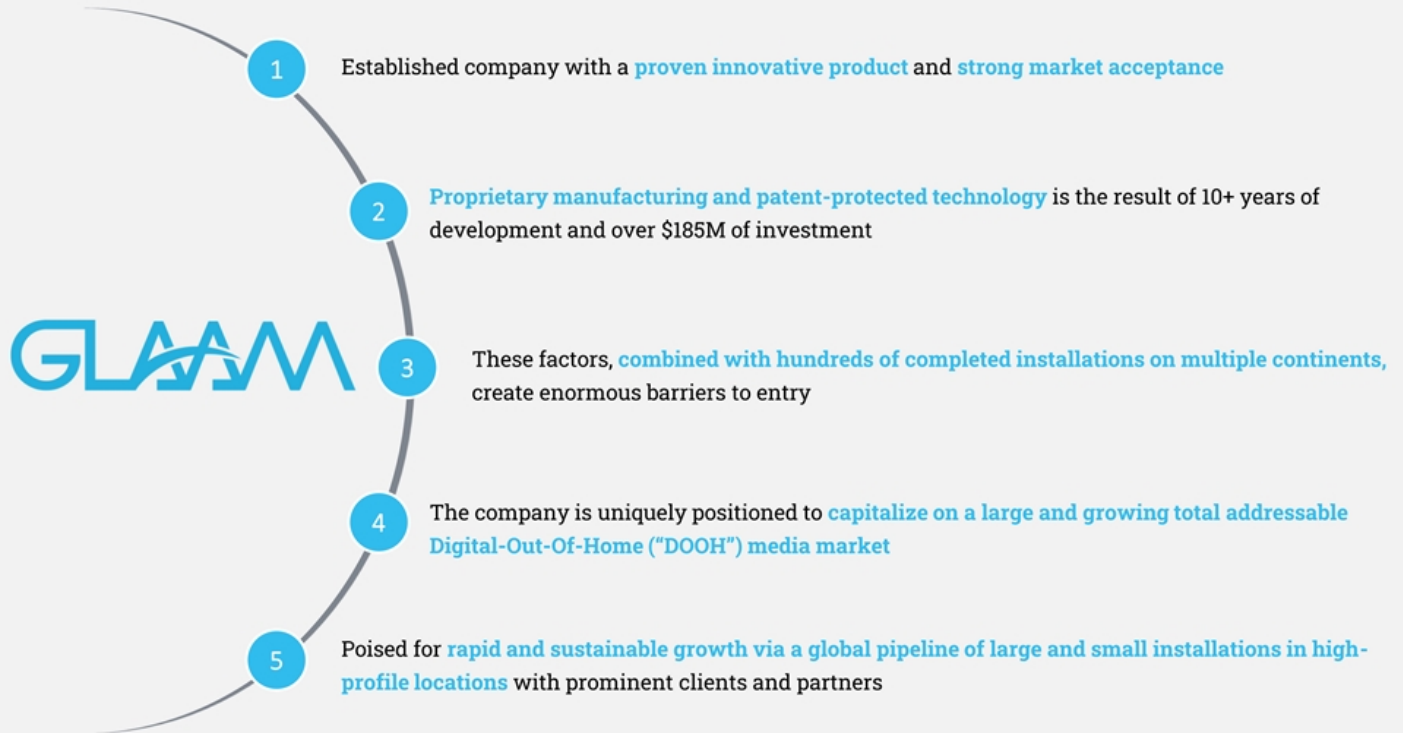 1
Established company with a proven innovative product and strong market acceptance
2
Proprietary manufacturing and patent-protected technology is the result of 10+ years of
development and over $185M of investment
GLAAM
3
These factors, combined with hundreds of completed installations on multiple continents,
create enormous barriers to entry
4
The company is uniquely positioned to capitalize on a large and growing total addressable
Digital-Out-Of-Home (“DOOH”) media market
5
Poised for rapid and sustainable growth via a global pipeline of large and small installations in high-
profile locations with prominent clients and partners